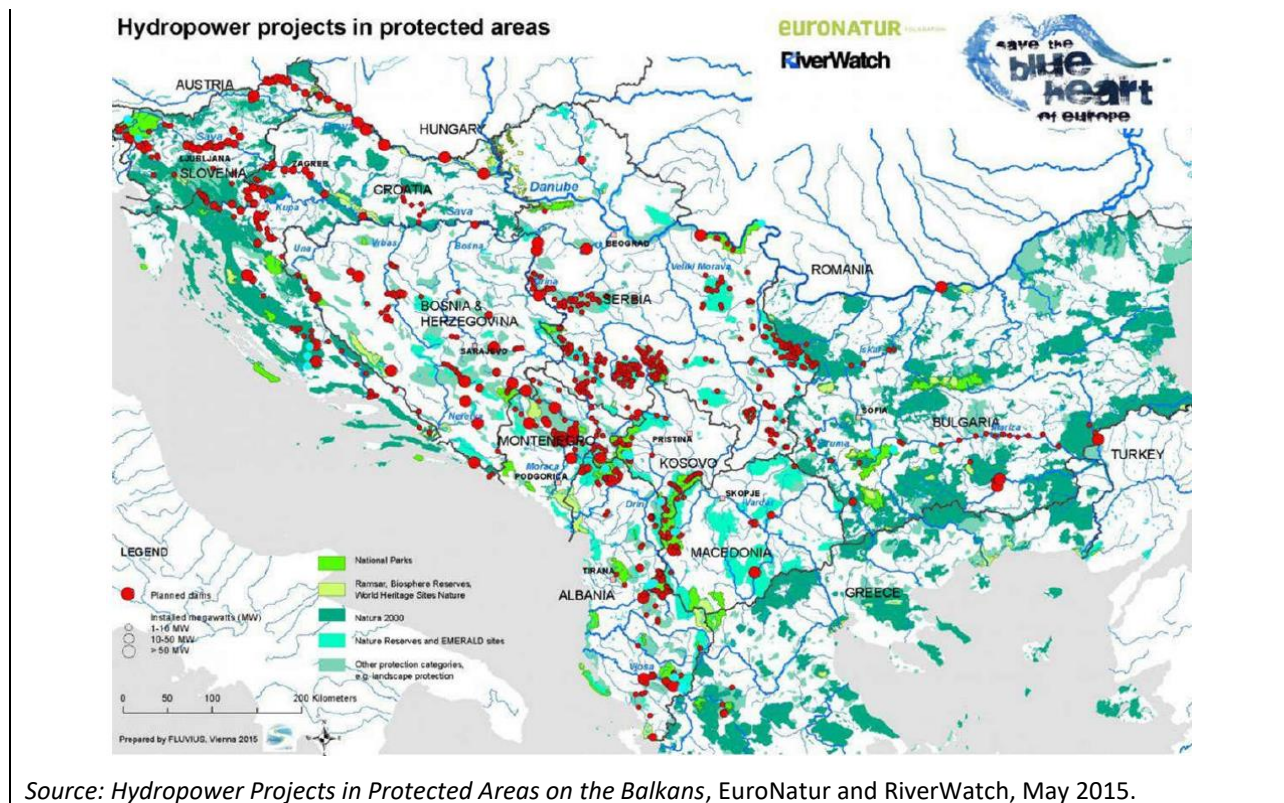 Hydropower projects in protected areas
EURONATUR
RiverWatch
save the
blue
heart
of europe
AUSTRIA
HUNGARY
Sava
LJUBLJANA
SLOVENIA
ZAGREB
CROATIA
Danube
Kupa
Sava
Una
Vrbas
Bosna
BEOGRAD
Veliki Morava
ROMANIA
Drina
SERBIA
BOSNIA &
HERZEGOVINA
SARAJEVO
Iskar
SOFIA
BULGARIA
Mariza
Neretva
MONTENEGRO
PRISTINA
Struma
TURKEY
KOSOVO
Moraca
PODGORICA
SKOPJE
Drin
Vardar
MACEDONIA
TIRANA
ALBANIA
GREECE
Vjosa
LEGEND
Planned dams
Installed megawatts (MW)
1-10 MW
10-50 MW
> 50 MW
National Parks
Ramsar, Biosphere Reserves,
World Heritage Sites Nature
Natura 2000
Nature Reserves and EMERALD sites
Other protection categories,
e.g. landscape protection
0 50 100 200 Kilometers
Prepared by FLUVIUS, Vienna 2015
Source: Hydropower Projects in Protected Areas on the Balkans, EuroNatur and RiverWatch, May 2015.